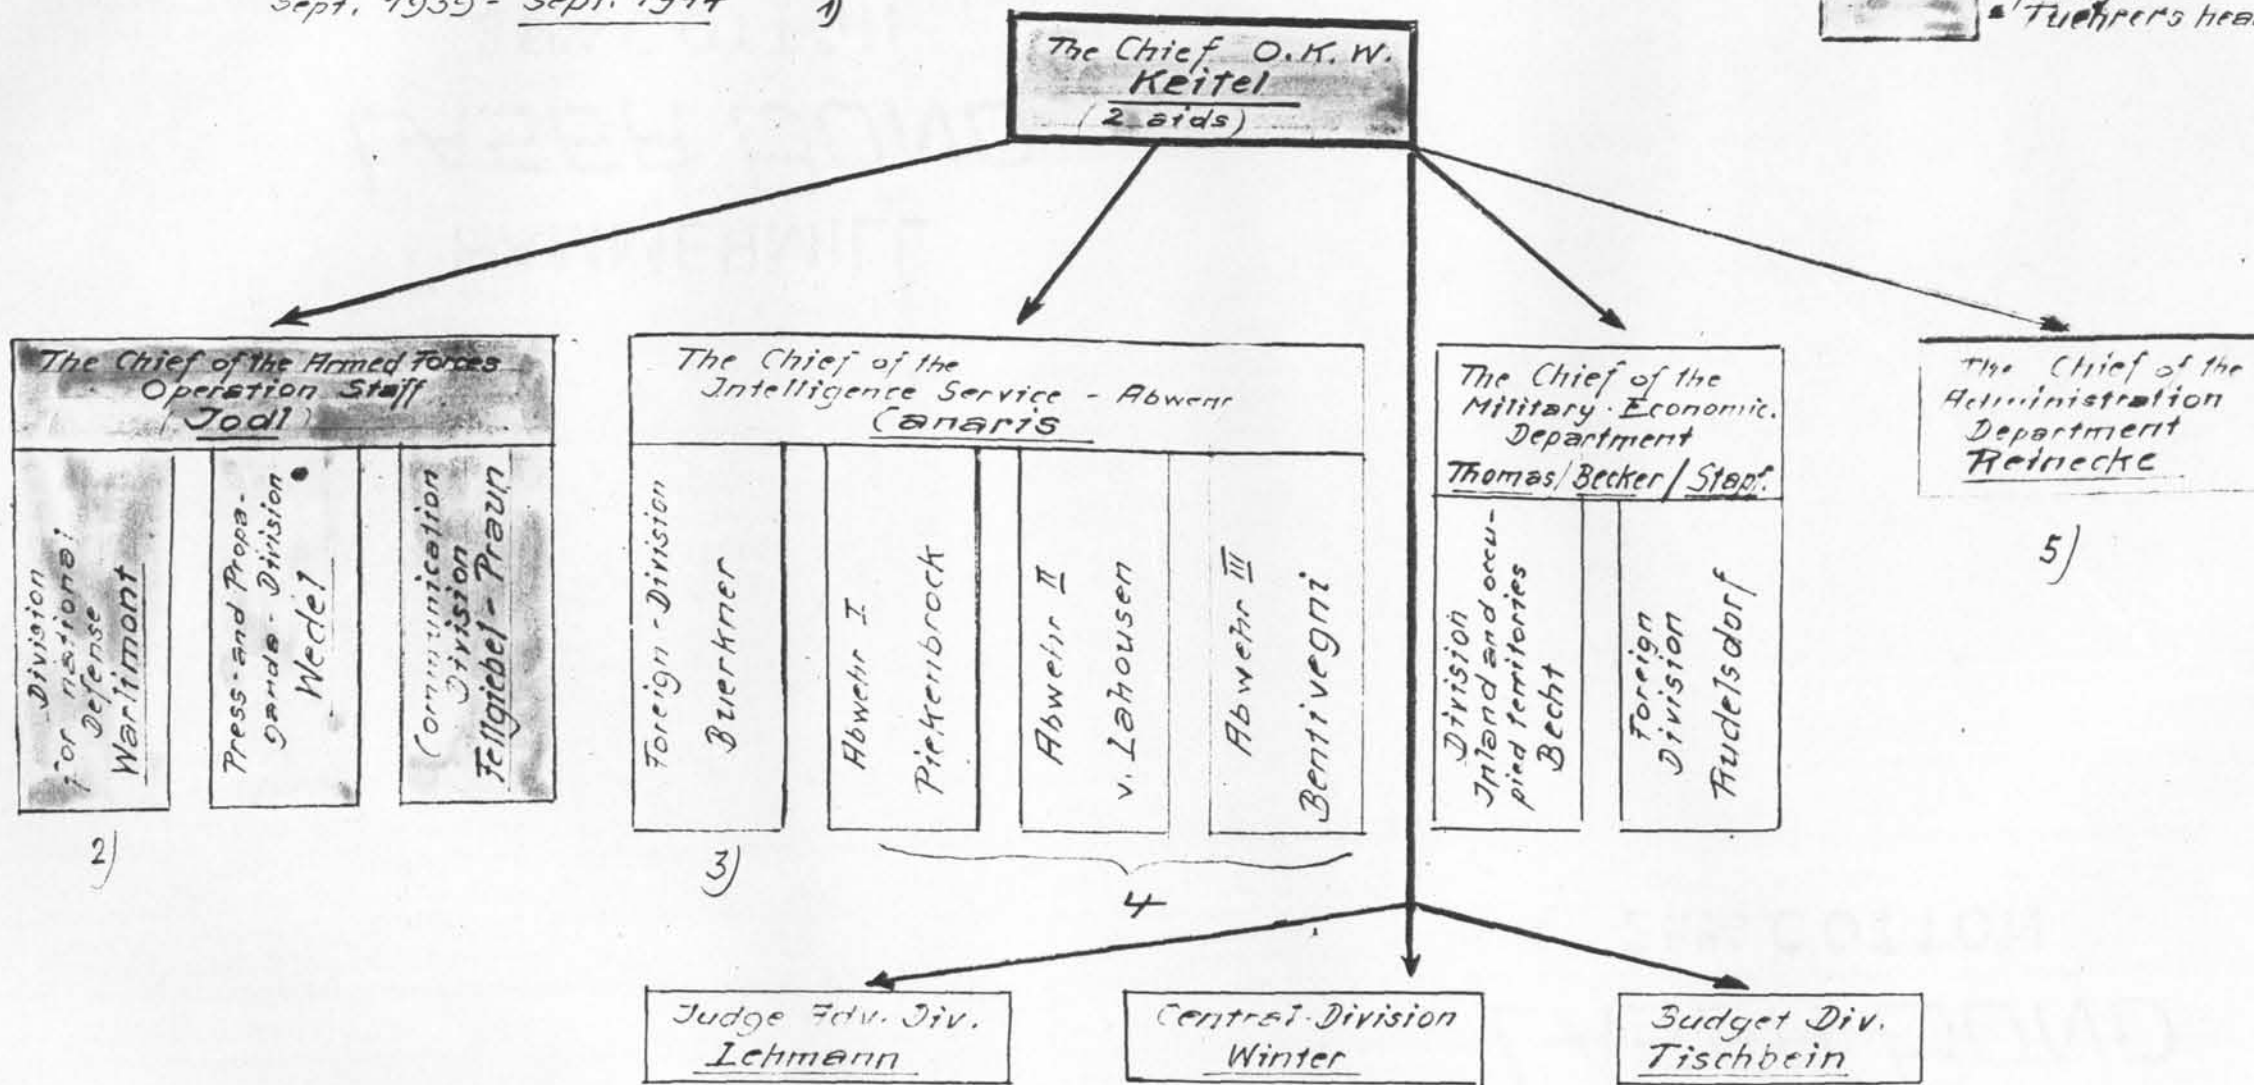 Sept. 1939 - Sept. 1944
1)
Fuehrers
The Chief O.K.W.
Keitel
(2 aids)
The Chief of the Armed Forces
Operation Staff
(Jodl)
Division
for national
Defense
Warlimont
Press- and Propa-
ganda - Division
Wedel
Communication
Division
Fellgiebel - Praun
2)
The Chief of the
Intelligence Service - Abwehr
Canaris
Foreign - Division
Buerkner
Abwehr I
Piekenbrock
Abwehr II
v. Lahousen
Abwehr III
Bentivegni
3)
4
The Chief of the
Military - Economic.
Department
Thomas / Becker / Stapf.
Division
Inland and occu-
pied territories
Becht
Foreign
Division
Rudelsdorf
The Chief of the
Administration
Department
Reinecke
5)
Judge Adv. Div.
Lehmann
Central-Division
Winter
Budget Div.
Tischbein